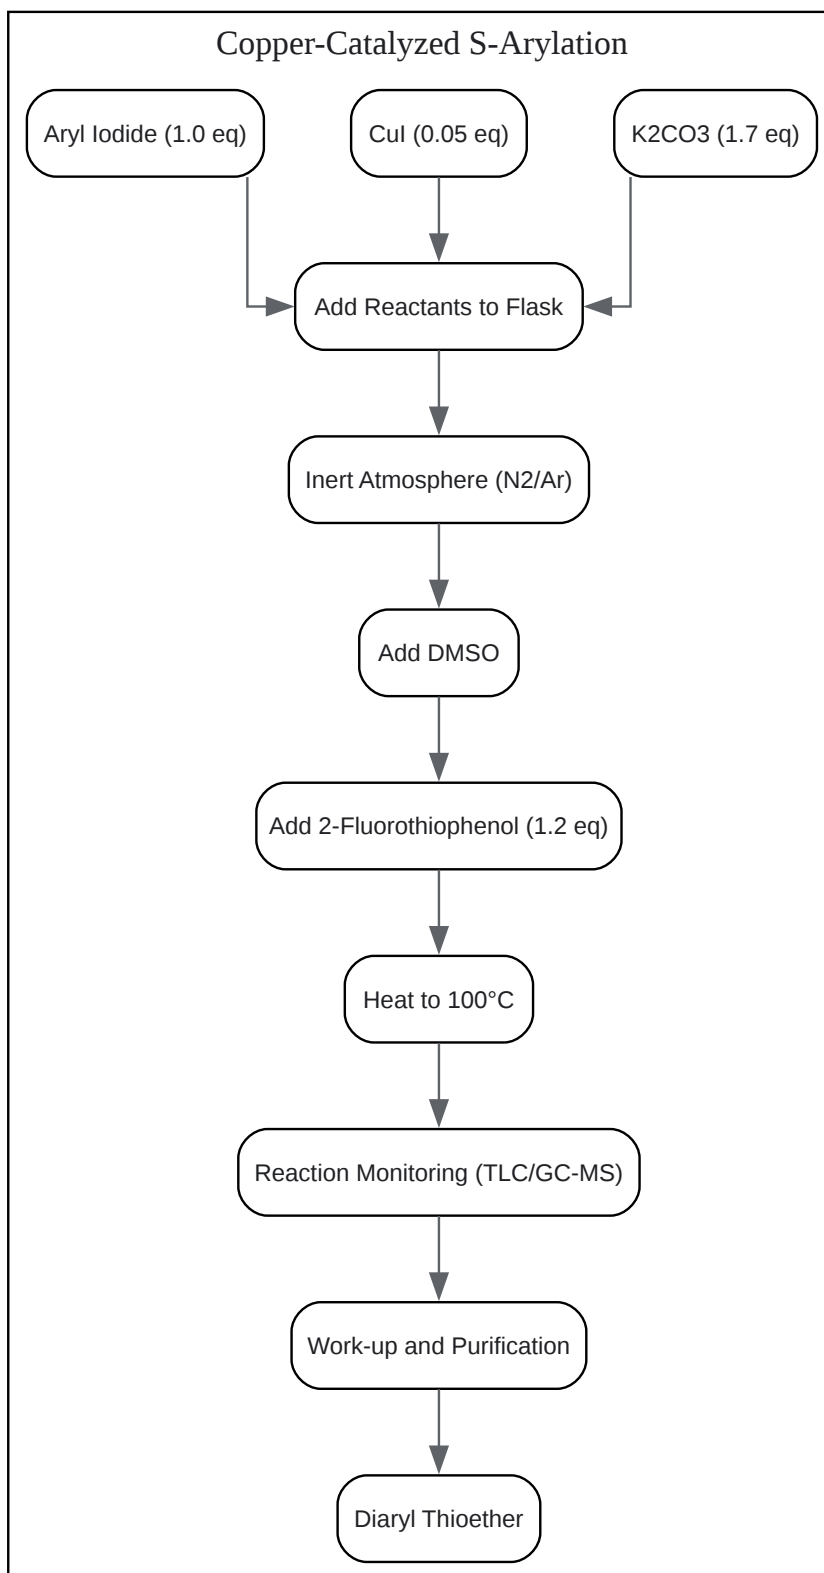 Copper-Catalyzed S-Arylation
Aryl Iodide (1.0 eq)
CuI (0.05 eq)
K2CO3 (1.7 eq)
Add Reactants to Flask
Inert Atmosphere (N2/Ar)
Add DMSO
Add 2-Fluorothiophenol (1.2 eq)
Heat to 100°C
Reaction Monitoring (TLC/GC-MS)
Work-up and Purification
Diaryl Thioether